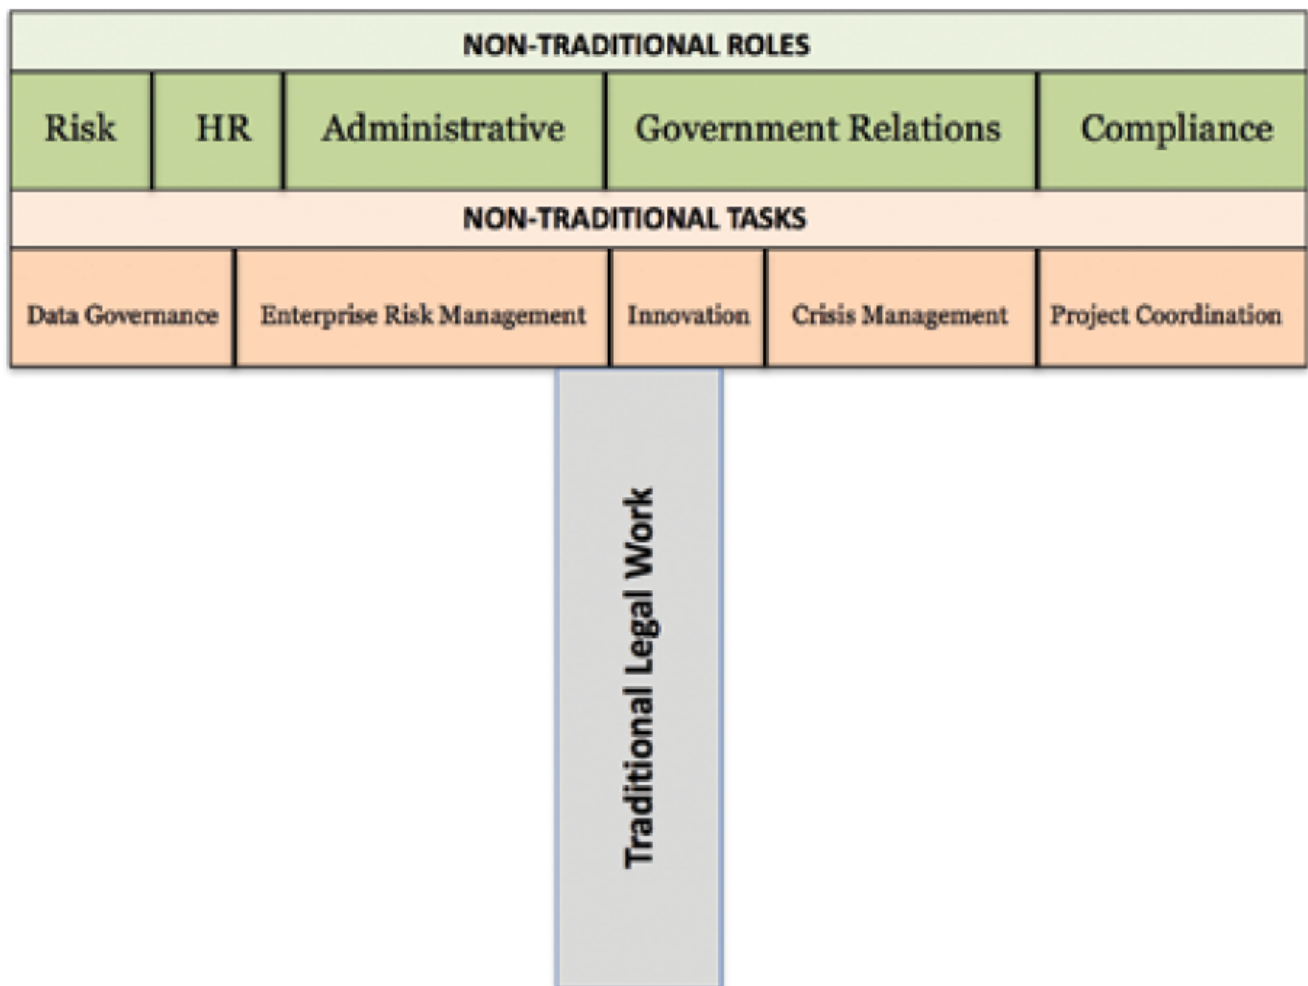 NON-TRADITIONAL ROLES
Risk HR Administrative Government Relations Compliance
NON-TRADITIONAL TASKS
Data Governance Enterprise Risk Management Innovation Crisis Management Project Coordination
Traditional Legal Work